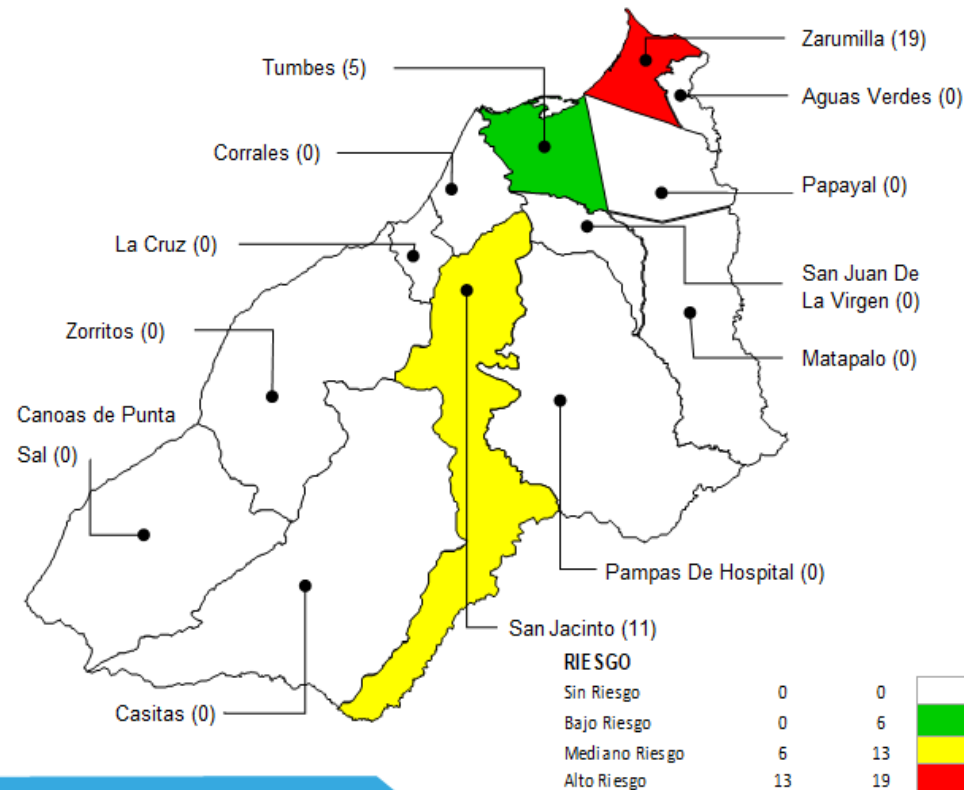 Zarumilla (19)
Tumbes (5)
Aguas Verdes (0)
Corrales (0)
Papayal (0)
La Cruz (0)
San Juan De
La Virgen (0)
Zorritos (0)
Matapalo (0)
Canoas de Punta
Sal (0)
Pampas De Hospital (0)
San Jacinto (11)
Casitas (0)
RIESGO
Sin Riesgo 0 0
Bajo Riesgo 0 6
Mediano Riesgo 6 13
Alto Riesgo 13 19